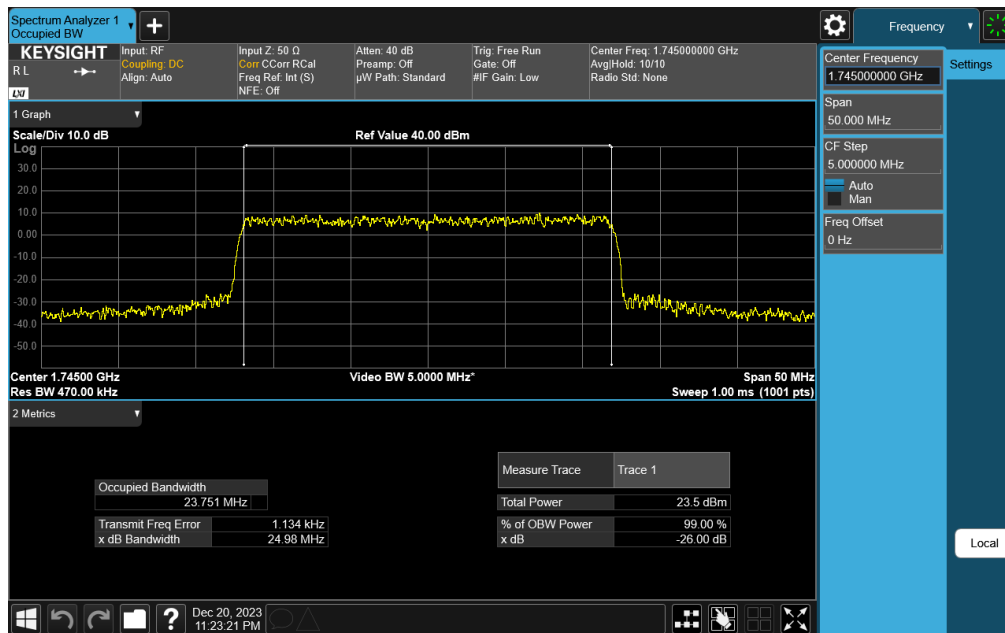 Spectrum Analyzer 1
Occupied BW
Frequency
KEYSIGHT
R L
LXI
Input: RF
Coupling: DC
Align: Auto
Input Z: 50 Ω
Corr CCorr RCal
Freq Ref: Int (S)
NFE: Off
Atten: 40 dB
Preamp: Off
µW Path: Standard
Trig: Free Run
Gate: Off
#IF Gain: Low
Center Freq: 1.745000000 GHz
Avg|Hold: 10/10
Radio Std: None
Center Frequency
1.745000000 GHz
Settings
Span
50.000 MHz
CF Step
5.000000 MHz
Auto
Man
Freq Offset
0 Hz
1 Graph
Scale/Div 10.0 dB
Ref Value 40.00 dBm
Log
30.0
20.0
10.0
0.00
-10.0
-20.0
-30.0
-40.0
-50.0
Center 1.74500 GHz
Video BW 5.0000 MHz*
Span 50 MHz
Res BW 470.00 kHz
Sweep 1.00 ms (1001 pts)
2 Metrics
Occupied Bandwidth
23.751 MHz
Transmit Freq Error 1.134 kHz
x dB Bandwidth 24.98 MHz
Measure Trace Trace 1
Total Power 23.5 dBm
% of OBW Power 99.00 %
x dB -26.00 dB
Local
Dec 20, 2023
11:23:21 PM